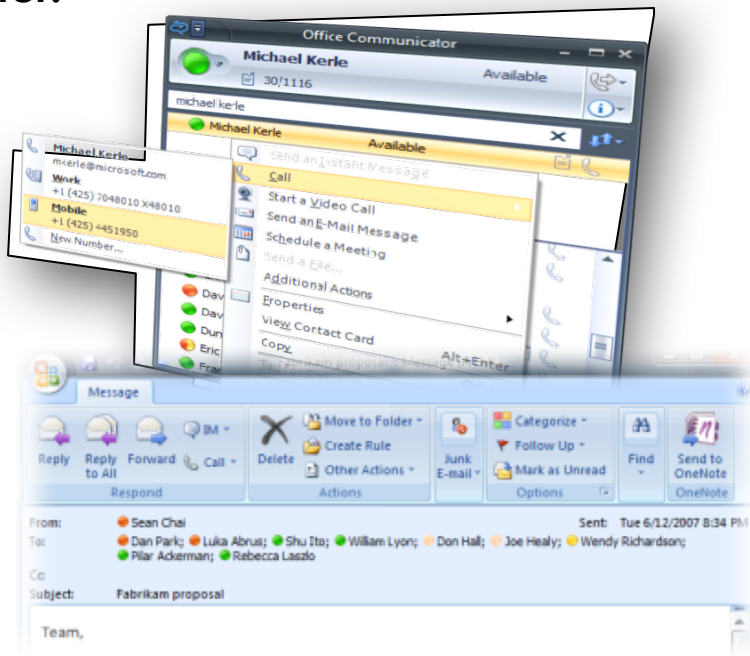 Office Communicator
Michael Kerle
Available
30/1116
michael kerle
Michael Kerle
Available
Send an Instant Message
Call
Start a Video Call
Send an E-Mail Message
Schedule a Meeting
Send a File...
Additional Actions
Properties
View Contact Card
Alt+Enter
Copy
Michael Kerle
mkerle@microsoft.com
Work
+1 (425) 7048010 X48010
Mobile
+1 (425) 4451950
New Number...
Dav
Dav
Dun
Eric
Fran
Fabrikam proposal - Message
Message
Reply
Reply to All
Forward
IM
Call
Respond
Delete
Move to Folder
Create Rule
Other Actions
Actions
Junk E-mail
Categorize
Follow Up
Mark as Unread
Options
Find
Send to OneNote
OneNote
From: Sean Chai
Sent: Tue 6/12/2007 8:34 PM
To: Dan Park; Luka Abrus; Shu Ito; William Lyon; Don Hall; Joe Healy; Wendy Richardson;
Pilar Ackerman; Rebecca Laszlo
Cc:
Subject: Fabrikam proposal
Team,